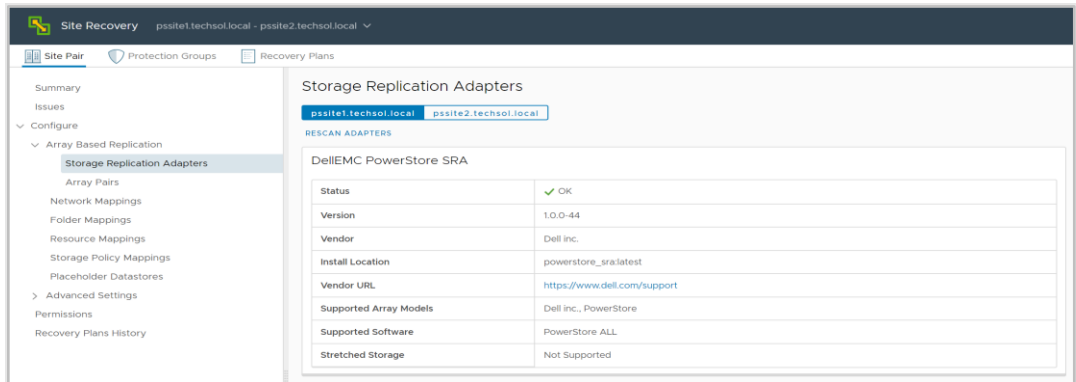 Site Recovery pssite1.techsol.local - pssite2.techsol.local
Site Pair Protection Groups Recovery Plans
Summary
Issues
Configure
Array Based Replication
Storage Replication Adapters
Array Pairs
Network Mappings
Folder Mappings
Resource Mappings
Storage Policy Mappings
Placeholder Datastores
Advanced Settings
Permissions
Recovery Plans History
Storage Replication Adapters
pssite1.techsol.local pssite2.techsol.local
RESCAN ADAPTERS
DellEMC PowerStore SRA
Status OK
Version 1.0.0-44
Vendor Dell inc.
Install Location powerstore_sra:latest
Vendor URL https://www.dell.com/support
Supported Array Models Dell inc., PowerStore
Supported Software PowerStore ALL
Stretched Storage Not Supported